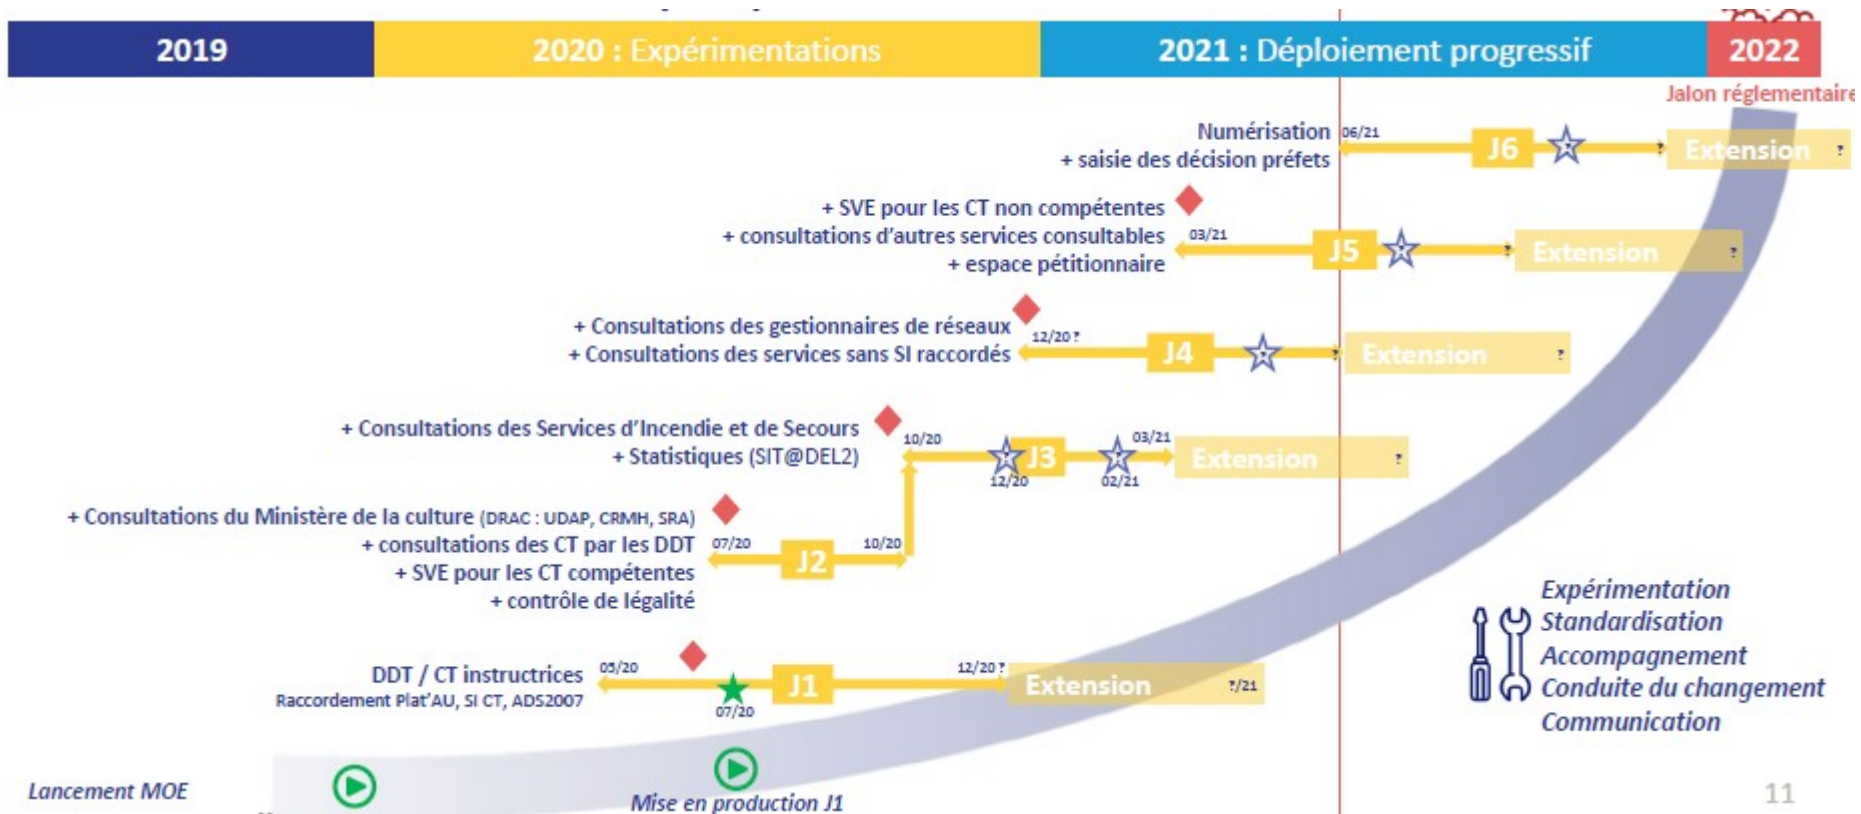 2019
2020 : Expérimentations
2021 : Déploiement progressif
2022
Jalon réglementaire
Numérisation
+ saisie des décision préfets
06/21
J6
?
Extension
?
+ SVE pour les CT non compétentes
+ consultations d'autres services consultable
+ espace pétitionnaire
03/21
J5
?
Extension
?
+ Consultations des gestionnaires de réseaux
+ Consultations des services sans SI raccordés
12/20 ?
J4
?
Extension
?
+ Consultations des Services d'Incendie et de Secours
+ Statistiques (SIT@DEL2)
10/20
12/20
J3
02/21
03/21
Extension
?
+ Consultations du Ministère de la culture (DRAC : UDAP, CRMH, SRA)
+ consultations des CT par les DDT
+ SVE pour les CT compétentes
+ contrôle de légalité
07/20
J2
10/20
DDT / CT instructrices
Raccordement Plat'AU, SI CT, ADS2007
05/20
07/20
J1
12/20 ?
Extension
?/21
Expérimentation
Standardisation
Accompagnement
Conduite du changement
Communication
Lancement MOE
Mise en production J1
11